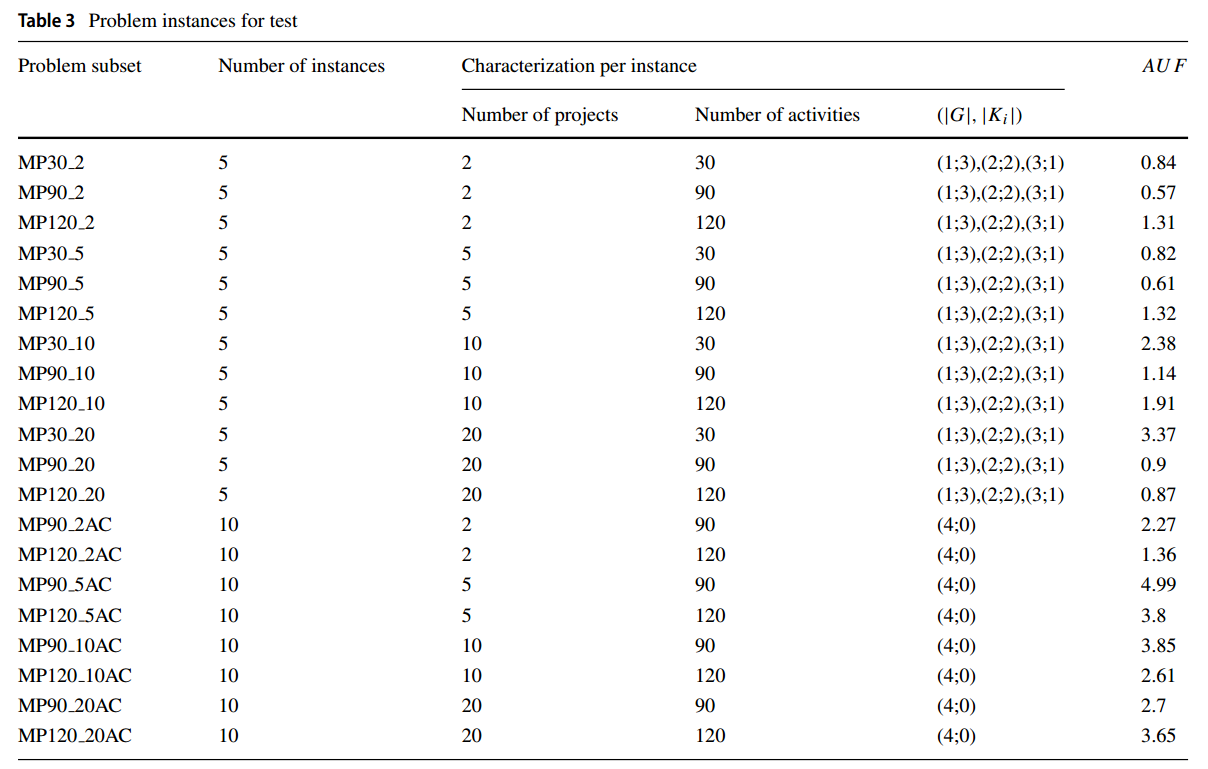 Table 3 Problem instances for test
Problem subset Number of instances Characterization per instance AUF
Number of projects Number of activities (|G|, |K_i|)
MP30_2 5 2 30 (1;3),(2;2),(3;1) 0.84
MP90_2 5 2 90 (1;3),(2;2),(3;1) 0.57
MP120_2 5 2 120 (1;3),(2;2),(3;1) 1.31
MP30_5 5 5 30 (1;3),(2;2),(3;1) 0.82
MP90_5 5 5 90 (1;3),(2;2),(3;1) 0.61
MP120_5 5 5 120 (1;3),(2;2),(3;1) 1.32
MP30_10 5 10 30 (1;3),(2;2),(3;1) 2.38
MP90_10 5 10 90 (1;3),(2;2),(3;1) 1.14
MP120_10 5 10 120 (1;3),(2;2),(3;1) 1.91
MP30_20 5 20 30 (1;3),(2;2),(3;1) 3.37
MP90_20 5 20 90 (1;3),(2;2),(3;1) 0.9
MP120_20 5 20 120 (1;3),(2;2),(3;1) 0.87
MP90_2AC 10 2 90 (4;0) 2.27
MP120_2AC 10 2 120 (4;0) 1.36
MP90_5AC 10 5 90 (4;0) 4.99
MP120_5AC 10 5 120 (4;0) 3.8
MP90_10AC 10 10 90 (4;0) 3.85
MP120_10AC 10 10 120 (4;0) 2.61
MP90_20AC 10 20 90 (4;0) 2.7
MP120_20AC 10 20 120 (4;0) 3.65